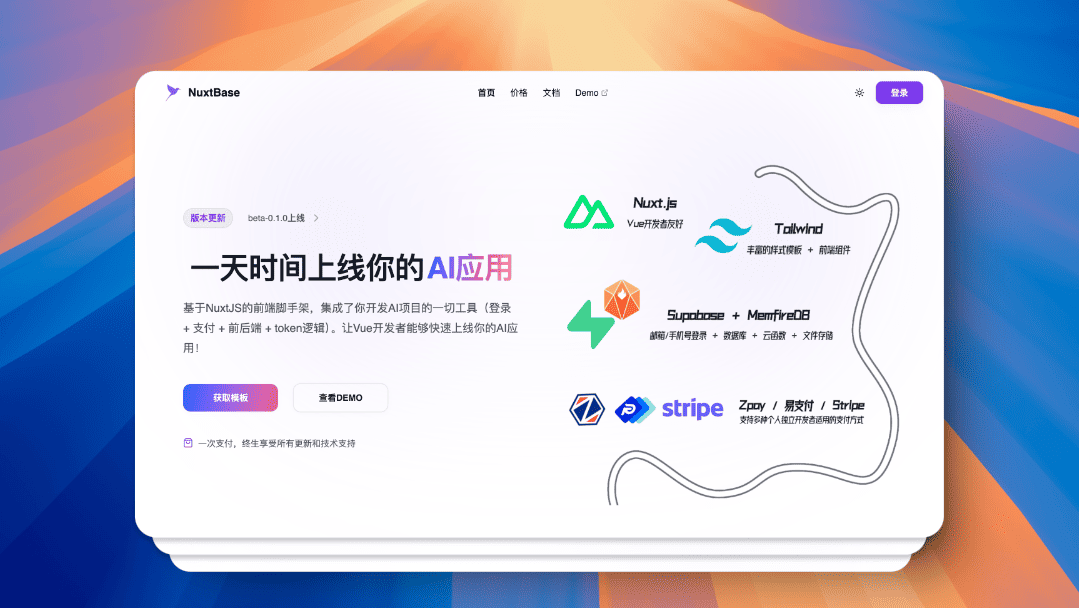 NuxtBase
首页 价格 文档 Demo
登录
版本更新 beta-0.1.0上线
一天时间上线你的AI应用
基于NuxtJS的前端脚手架，集成了你开发AI项目的一切工具（登录
+ 支付 + 前后端 + token逻辑）。让Vue开发者能够快速上线你的AI应
用！
获取模板 查看DEMO
一次支付，终生享受所有更新和技术支持
Nuxt.js
Vue开发者友好
Tailwind
丰富的样式模板 + 前端组件
Supabase + MemfireDB
邮箱/手机号登录 + 数据库 + 云函数 + 文件存储
stripe
Zpay / 易支付 / Stripe
支持多种个人独立开发者适用的支付方式